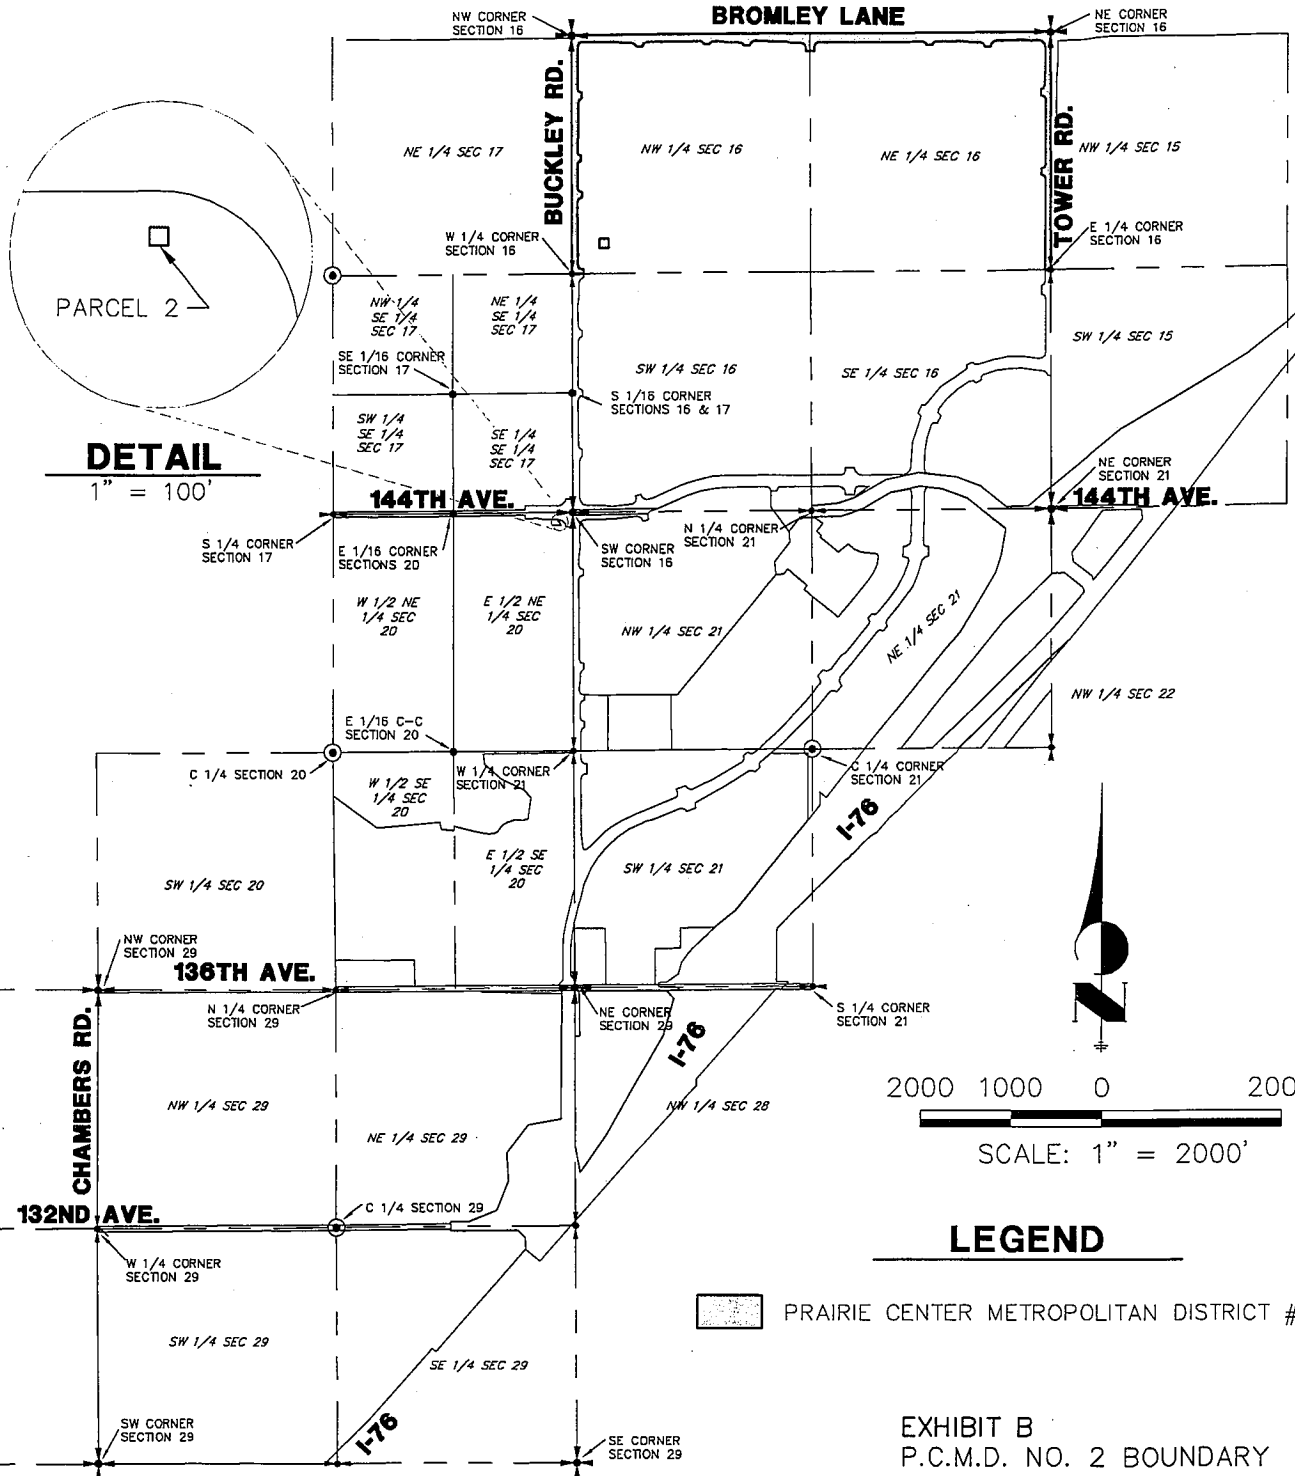 NW CORNER
SECTION 16
BROMLEY LANE
NE CORNER
SECTION 16
BUCKLEY RD.
TOWER RD.
NE 1/4 SEC 17
NW 1/4 SEC 16
NE 1/4 SEC 16
NW 1/4 SEC 15
W 1/4 CORNER
SECTION 16
E 1/4 CORNER
SECTION 16
PARCEL 2
NW 1/4
SE 1/4
SEC 17
NE 1/4
SE 1/4
SEC 17
SE 1/16 CORNER
SECTION 17
SW 1/4 SEC 16
SE 1/4 SEC 16
SW 1/4 SEC 15
S 1/16 CORNER
SECTIONS 16 & 17
SW 1/4
SE 1/4
SEC 17
SE 1/4
SE 1/4
SEC 17
DETAIL
1" = 100'
144TH AVE.
NE CORNER
SECTION 21
144TH AVE.
S 1/4 CORNER
SECTION 17
E 1/16 CORNER
SECTIONS 20
SW CORNER
SECTION 16
N 1/4 CORNER
SECTION 21
W 1/2 NE
1/4 SEC
20
E 1/2 NE
1/4 SEC
20
NW 1/4 SEC 21
NE 1/4 SEC 21
NW 1/4 SEC 22
E 1/16 C-C
SECTION 20
C 1/4 SECTION 20
W 1/4 CORNER
SECTION 21
C 1/4 CORNER
SECTION 21
W 1/2 SE
1/4 SEC
20
I-76
E 1/2 SE
1/4 SEC
20
SW 1/4 SEC 20
SW 1/4 SEC 21
NW CORNER
SECTION 29
136TH AVE.
N 1/4 CORNER
SECTION 29
NE CORNER
SECTION 29
S 1/4 CORNER
SECTION 21
N
I-76
CHAMBERS RD.
NW 1/4 SEC 29
NE 1/4 SEC 29
NW 1/4 SEC 28
2000 1000 0 200
SCALE: 1" = 2000'
132ND AVE.
C 1/4 SECTION 29
W 1/4 CORNER
SECTION 29
LEGEND
PRAIRIE CENTER METROPOLITAN DISTRICT #
SW 1/4 SEC 29
SE 1/4 SEC 29
I-76
SW CORNER
SECTION 29
SE CORNER
SECTION 29
EXHIBIT B
P.C.M.D. NO. 2 BOUNDARY